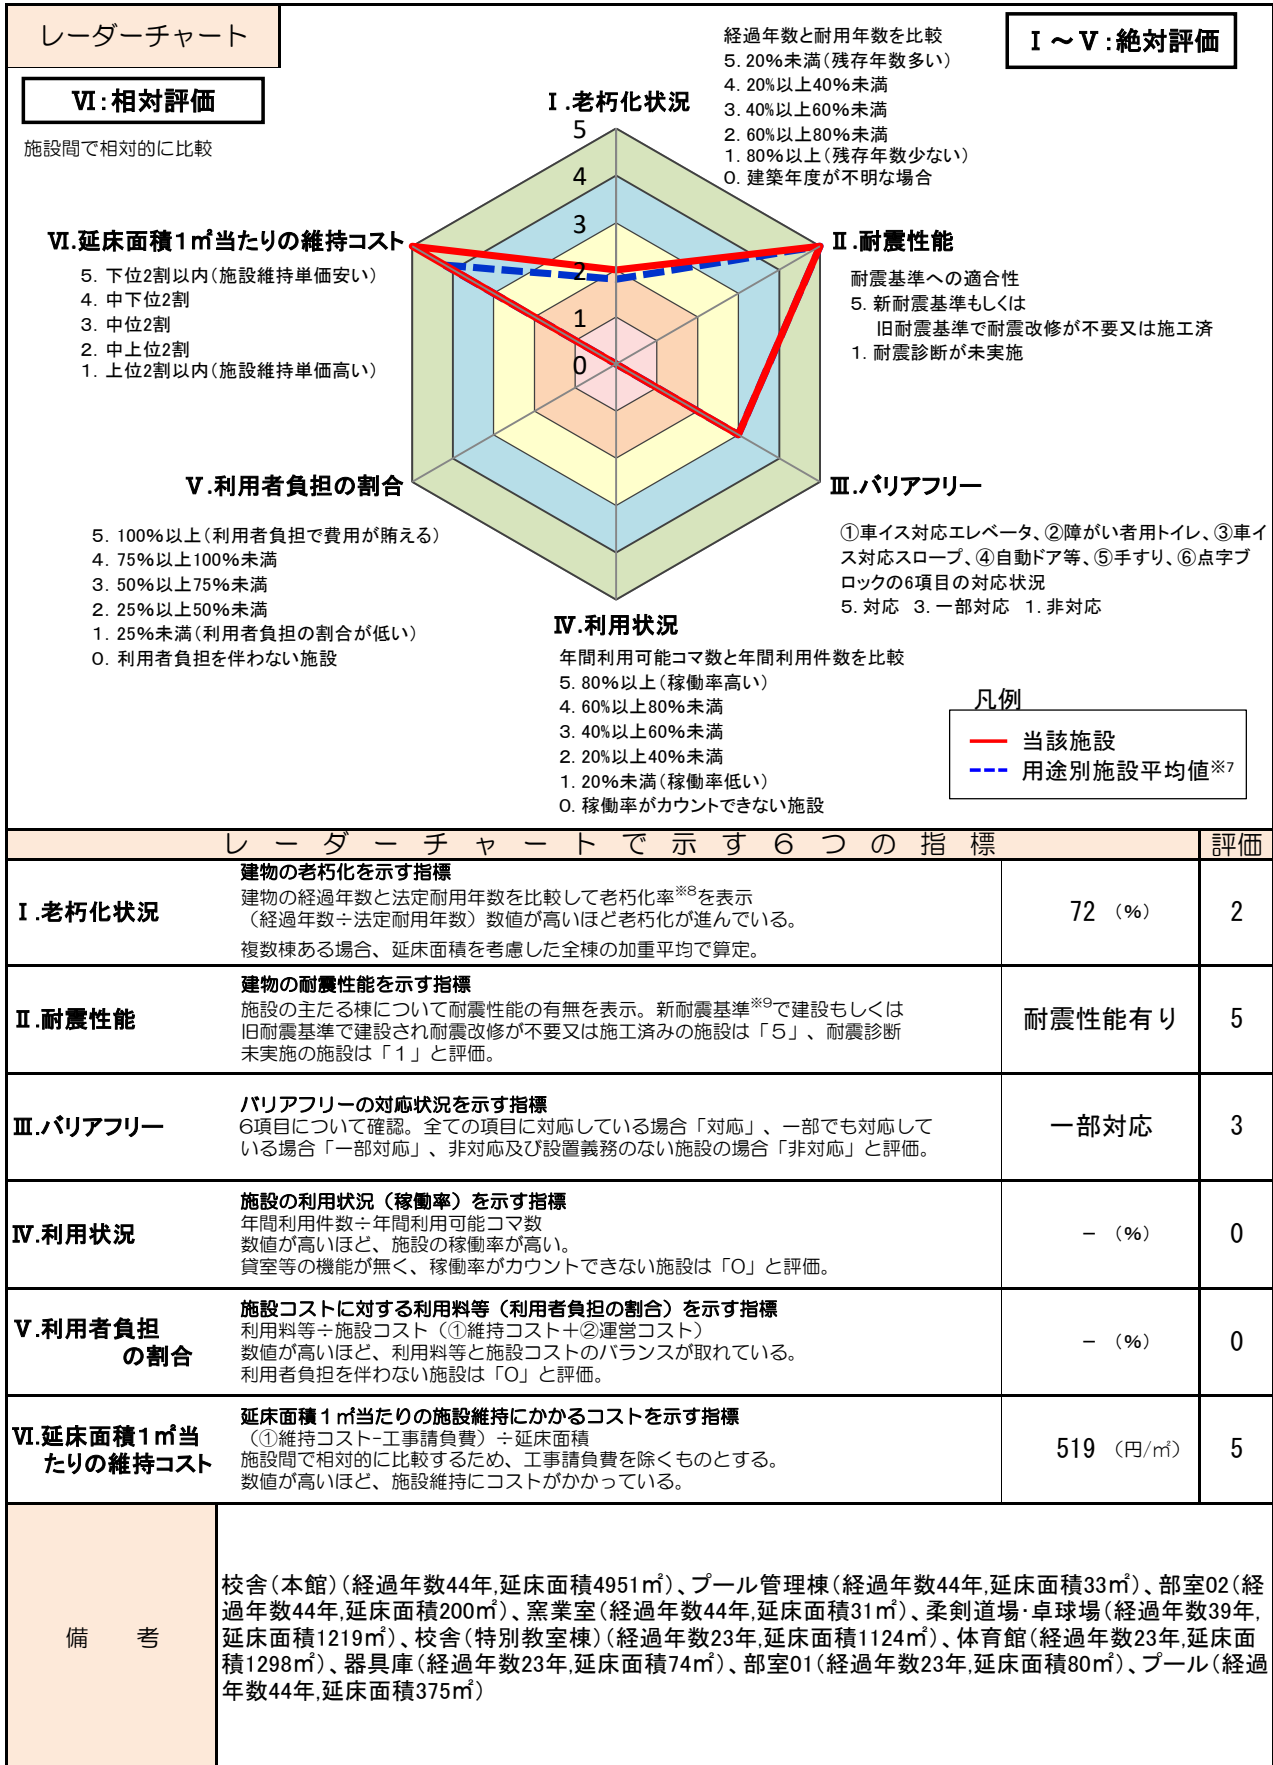 レーダーチャート
Ⅰ～Ⅴ:絶対評価
Ⅵ:相対評価
施設間で相対的に比較
経過年数と耐用年数を比較
5. 20%未満(残存年数多い)
4. 20%以上40%未満
3. 40%以上60%未満
2. 60%以上80%未満
1. 80%以上(残存年数少ない)
0. 建築年度が不明な場合
Ⅰ.老朽化状況
5
4
3
2
1
0
Ⅵ.延床面積1㎡当たりの維持コスト
5. 下位2割以内(施設維持単価安い)
4. 中下位2割
3. 中位2割
2. 中上位2割
1. 上位2割以内(施設維持単価高い)
Ⅱ.耐震性能
耐震基準への適合性
5. 新耐震基準もしくは
旧耐震基準で耐震改修が不要又は施工済
1. 耐震診断が未実施
Ⅴ.利用者負担の割合
5. 100%以上(利用者負担で費用が賄える)
4. 75%以上100%未満
3. 50%以上75%未満
2. 25%以上50%未満
1. 25%未満(利用者負担の割合が低い)
0. 利用者負担を伴わない施設
Ⅲ.バリアフリー
①車イス対応エレベータ、②障がい者用トイレ、③車イ
ス対応スロープ、④自動ドア等、⑤手すり、⑥点字ブ
ロックの6項目の対応状況
5. 対応 3. 一部対応 1. 非対応
Ⅳ.利用状況
年間利用可能コマ数と年間利用件数を比較
5. 80%以上(稼働率高い)
4. 60%以上80%未満
3. 40%以上60%未満
2. 20%以上40%未満
1. 20%未満(稼働率低い)
0. 稼働率がカウントできない施設
凡例
当該施設
用途別施設平均値※7
レーダーチャートで示す6つの指標 評価
Ⅰ.老朽化状況
建物の老朽化を示す指標
建物の経過年数と法定耐用年数を比較して老朽化率※8を表示
(経過年数÷法定耐用年数)数値が高いほど老朽化が進んでいる。
複数棟ある場合、延床面積を考慮した全棟の加重平均で算定。
72 (%) 2
Ⅱ.耐震性能
建物の耐震性能を示す指標
施設の主たる棟について耐震性能の有無を表示。新耐震基準※9で建設もしくは
旧耐震基準で建設され耐震改修が不要又は施工済みの施設は「5」、耐震診断
未実施の施設は「1」と評価。
耐震性能有り 5
Ⅲ.バリアフリー
バリアフリーの対応状況を示す指標
6項目について確認。全ての項目に対応している場合「対応」、一部でも対応して
いる場合「一部対応」、非対応及び設置義務のない施設の場合「非対応」と評価。
一部対応 3
Ⅳ.利用状況
施設の利用状況(稼働率)を示す指標
年間利用件数÷年間利用可能コマ数
数値が高いほど、施設の稼働率が高い。
貸室等の機能が無く、稼働率がカウントできない施設は「0」と評価。
- (%) 0
Ⅴ.利用者負担
の割合
施設コストに対する利用料等(利用者負担の割合)を示す指標
利用料等÷施設コスト(①維持コスト+②運営コスト)
数値が高いほど、利用料等と施設コストのバランスが取れている。
利用者負担を伴わない施設は「0」と評価。
- (%) 0
Ⅵ.延床面積1㎡当
たりの維持コスト
延床面積1㎡当たりの施設維持にかかるコストを示す指標
(①維持コスト-工事請負費)÷延床面積
施設間で相対的に比較するため、工事請負費を除くものとする。
数値が高いほど、施設維持にコストがかかっている。
519 (円/㎡) 5
備 考
校舎(本館)(経過年数44年,延床面積4951㎡)、プール管理棟(経過年数44年,延床面積33㎡)、部室02(経
過年数44年,延床面積200㎡)、窯業室(経過年数44年,延床面積31㎡)、柔剣道場・卓球場(経過年数39年,
延床面積1219㎡)、校舎(特別教室棟)(経過年数23年,延床面積1124㎡)、体育館(経過年数23年,延床面
積1298㎡)、器具庫(経過年数23年,延床面積74㎡)、部室01(経過年数23年,延床面積80㎡)、プール(経過
年数44年,延床面積375㎡)